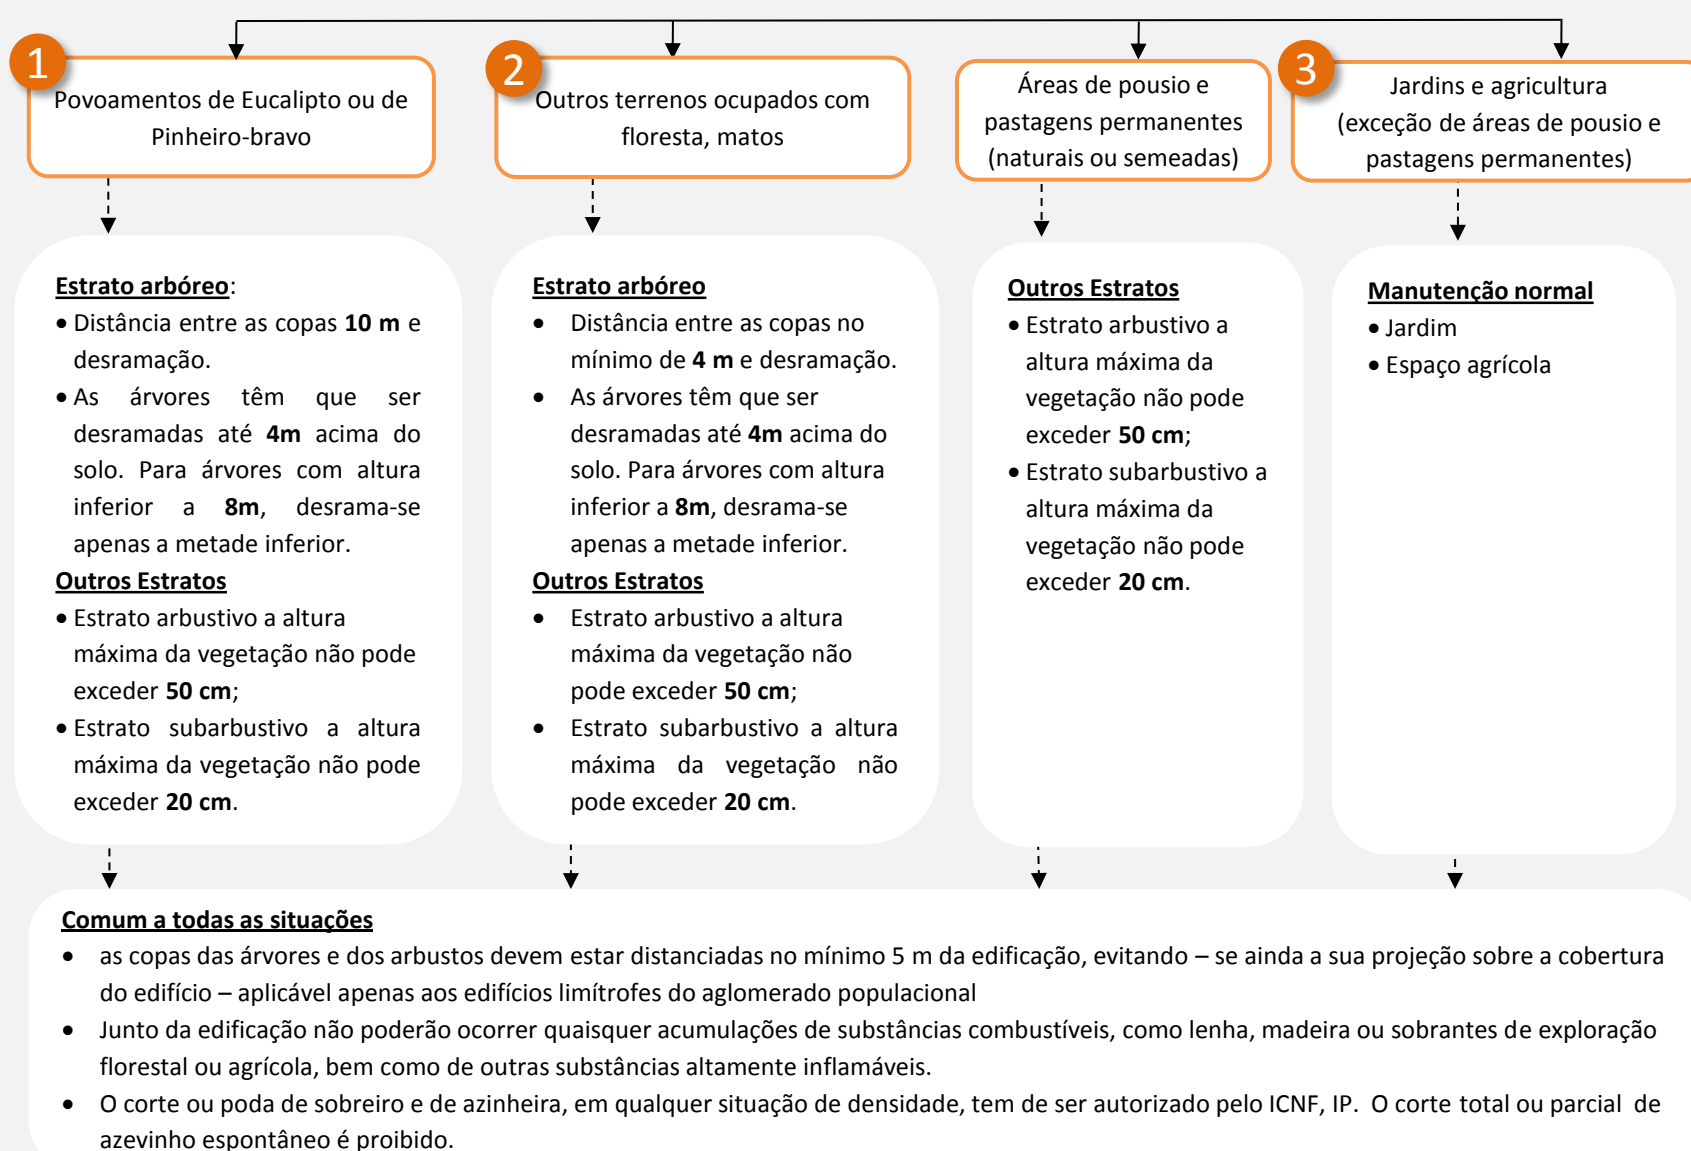 1
Povoamentos de Eucalipto ou de
Pinheiro-bravo
2
Outros terrenos ocupados com
floresta, matos
Áreas de pousio e
pastagens permanentes
(naturais ou semeadas)
3
Jardins e agricultura
(exceção de áreas de pousio e
pastagens permanentes)
Estrato arbóreo:
• Distância entre as copas 10 m e
desramação.
• As árvores têm que ser
desramadas até 4m acima do
solo. Para árvores com altura
inferior a 8m, desrama-se
apenas a metade inferior.
Outros Estratos
• Estrato arbustivo a altura
máxima da vegetação não pode
exceder 50 cm;
• Estrato subarbustivo a altura
máxima da vegetação não pode
exceder 20 cm.
Estrato arbóreo
• Distância entre as copas no
mínimo de 4 m e desramação.
• As árvores têm que ser
desramadas até 4m acima do
solo. Para árvores com altura
inferior a 8m, desrama-se
apenas a metade inferior.
Outros Estratos
• Estrato arbustivo a altura
máxima da vegetação não
pode exceder 50 cm;
• Estrato subarbustivo a altura
máxima da vegetação não
pode exceder 20 cm.
Outros Estratos
• Estrato arbustivo a
altura máxima da
vegetação não pode
exceder 50 cm;
• Estrato subarbustivo a
altura máxima da
vegetação não pode
exceder 20 cm.
Manutenção normal
• Jardim
• Espaço agrícola
Comum a todas as situações
• as copas das árvores e dos arbustos devem estar distanciadas no mínimo 5 m da edificação, evitando – se ainda a sua projeção sobre a cobertura
do edifício – aplicável apenas aos edifícios limítrofes do aglomerado populacional
• Junto da edificação não poderão ocorrer quaisquer acumulações de substâncias combustíveis, como lenha, madeira ou sobrantes de exploração
florestal ou agrícola, bem como de outras substâncias altamente inflamáveis.
• O corte ou poda de sobreiro e de azinheira, em qualquer situação de densidade, tem de ser autorizado pelo ICNF, IP. O corte total ou parcial de
azevinho espontâneo é proibido.